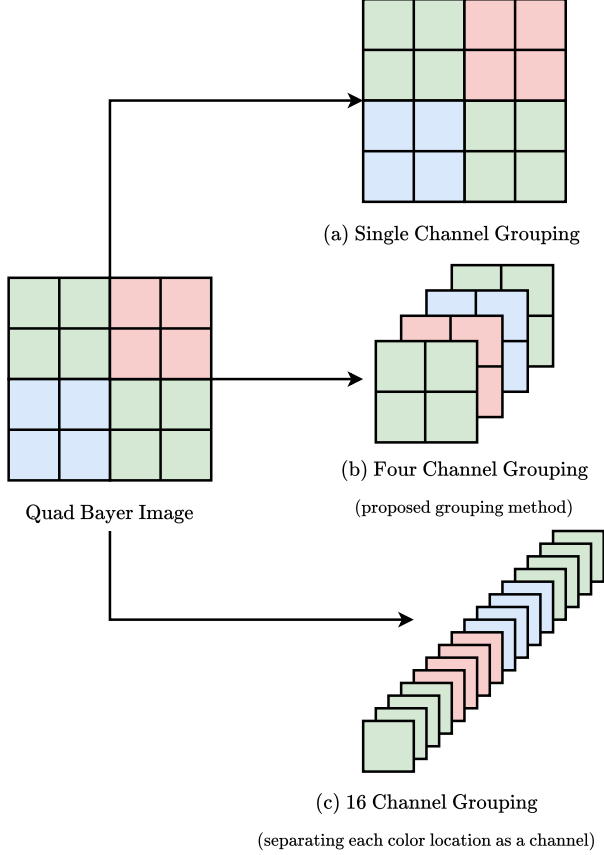 (a) Single Channel Grouping
(b) Four Channel Grouping
(proposed grouping method)
Quad Bayer Image
(c) 16 Channel Grouping
(separating each color location as a channel)